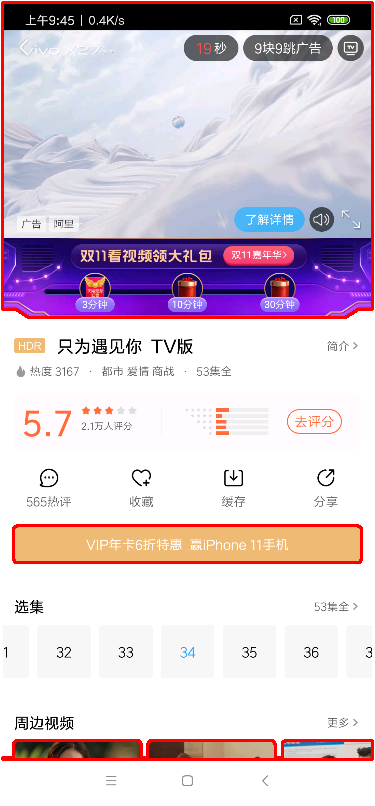 上午9:45 | 0.4K/s
100
vivo X27
19秒
9块9跳广告
TV
了解详情
广告 阿里
双11看视频领大礼包
双11嘉年华>
3分钟
10分钟
30分钟
HDR
只为遇见你 TV版
简介 >
热度 3167 · 都市 爱情 商战 · 53集全
5.7
2.1万人评分
去评分
565热评
收藏
缓存
分享
VIP年卡6折特惠 赢iPhone 11手机
选集
53集全 >
1 32 33 34 35 36 3
周边视频
更多 >